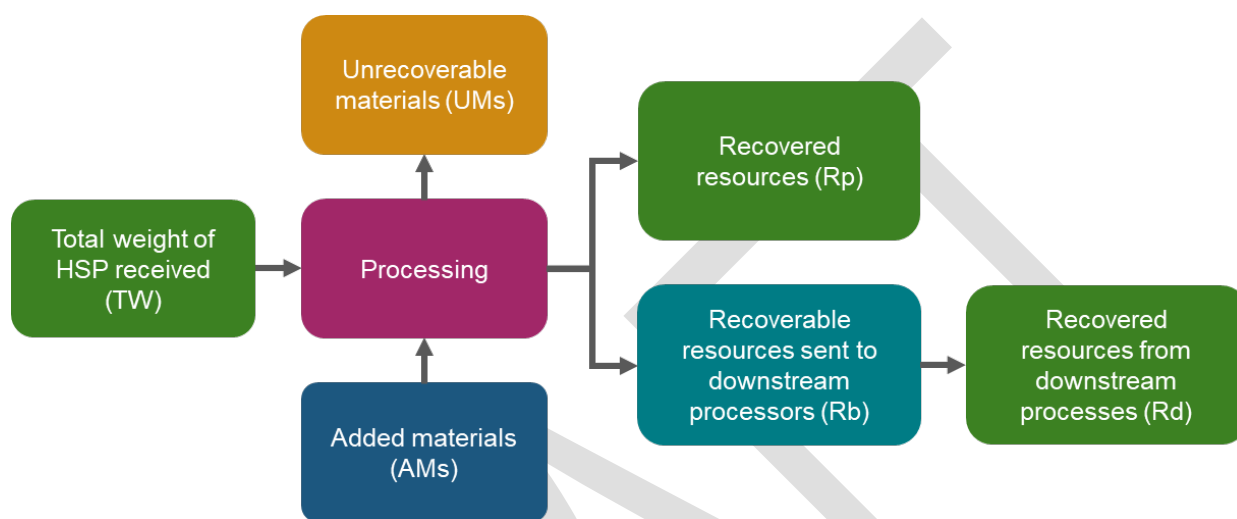 Unrecoverable
materials (UMs)
Recovered
resources (Rp)
Total weight of
HSP received
(TW)
Processing
Recoverable
resources sent to
downstream
processors (Rb)
Recovered
resources from
downstream
processes (Rd)
Added materials
(AMs)